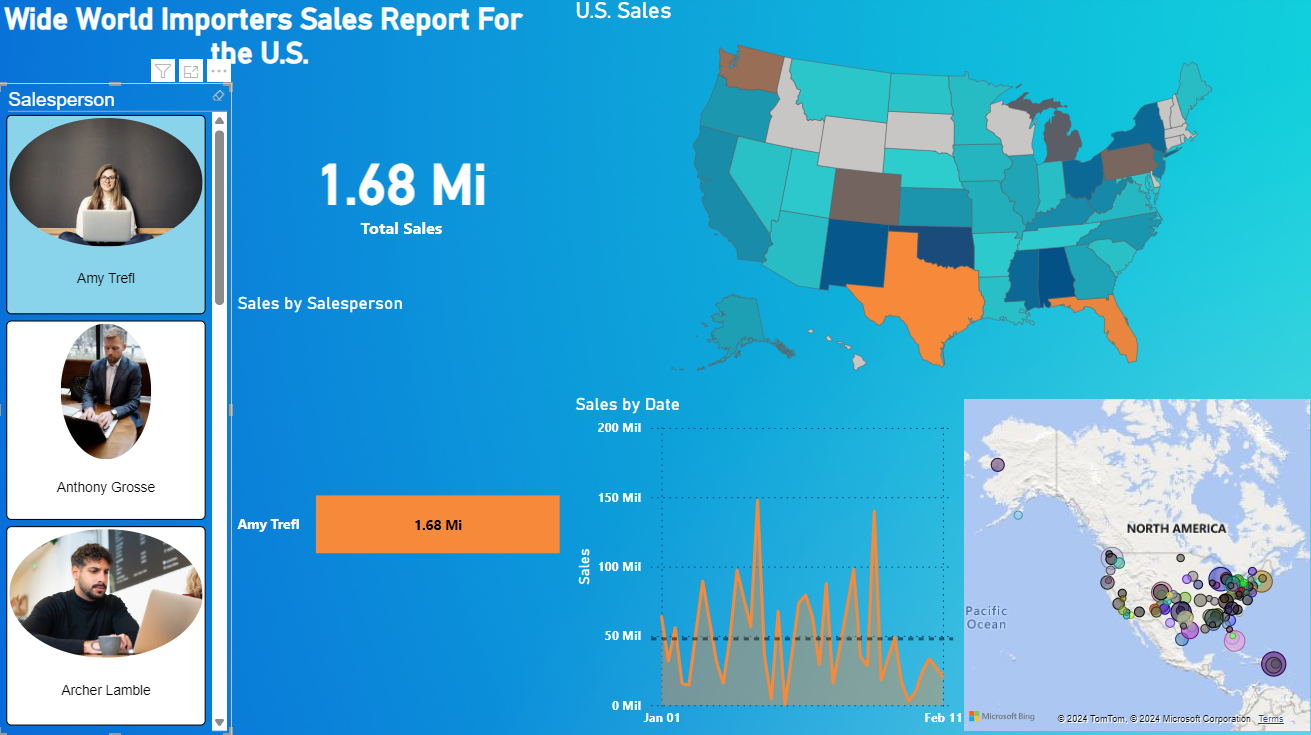 Wide World Importers Sales Report For
the U.S.
Salesperson
Amy Trefl
Anthony Grosse
Archer Lamble
1.68 Mi
Total Sales
Sales by Salesperson
Amy Trefl
1.68 Mi
U.S. Sales
Sales by Date
200 Mil
150 Mil
100 Mil
50 Mil
0 Mil
Sales
Jan 01
Feb 11
NORTH AMERICA
Pacific
Ocean
Microsoft Bing
© 2024 TomTom, © 2024 Microsoft Corporation Terms